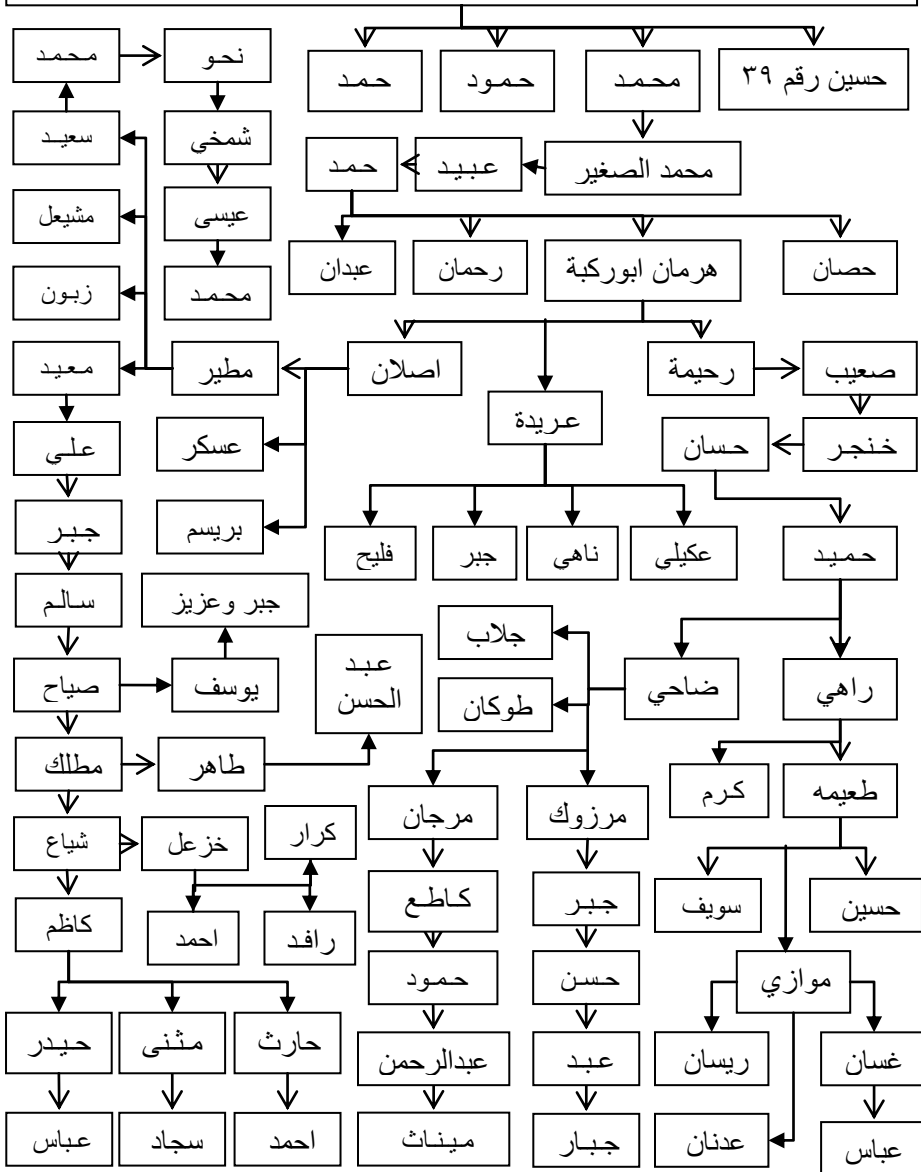 حسين رقم ٣٩
محمد
حمود
حمد
نحو
محمد
محمد الصغير
عبيد
حمد
شمخي
سعيد
حصان
هرمان ابوركبة
رحمان
عبدان
عيسى
مشيعل
محمد
زبون
صعيب
رحيمة
اصلان
مطير
معيد
عريدة
خنجر
حسان
عسكر
علي
بريسم
جبر
حميد
عكيلي
ناهي
جبر
فليح
سالم
جبر وعزيز
جلاب
عبد
الحسن
راهي
ضاحي
طوكان
يوسف
صياح
طاهر
مطلك
طعيمه
كرم
مرزوك
مرجان
كرار
خزعل
شياع
حسين
سويف
جبر
كاطع
رافد
احمد
كاظم
موازي
حسن
حمود
غسان
ريسان
عبد
عبدالرحمن
حارث
مثنى
حيدر
عباس
عدنان
جبار
ميناث
احمد
سجاد
عباس